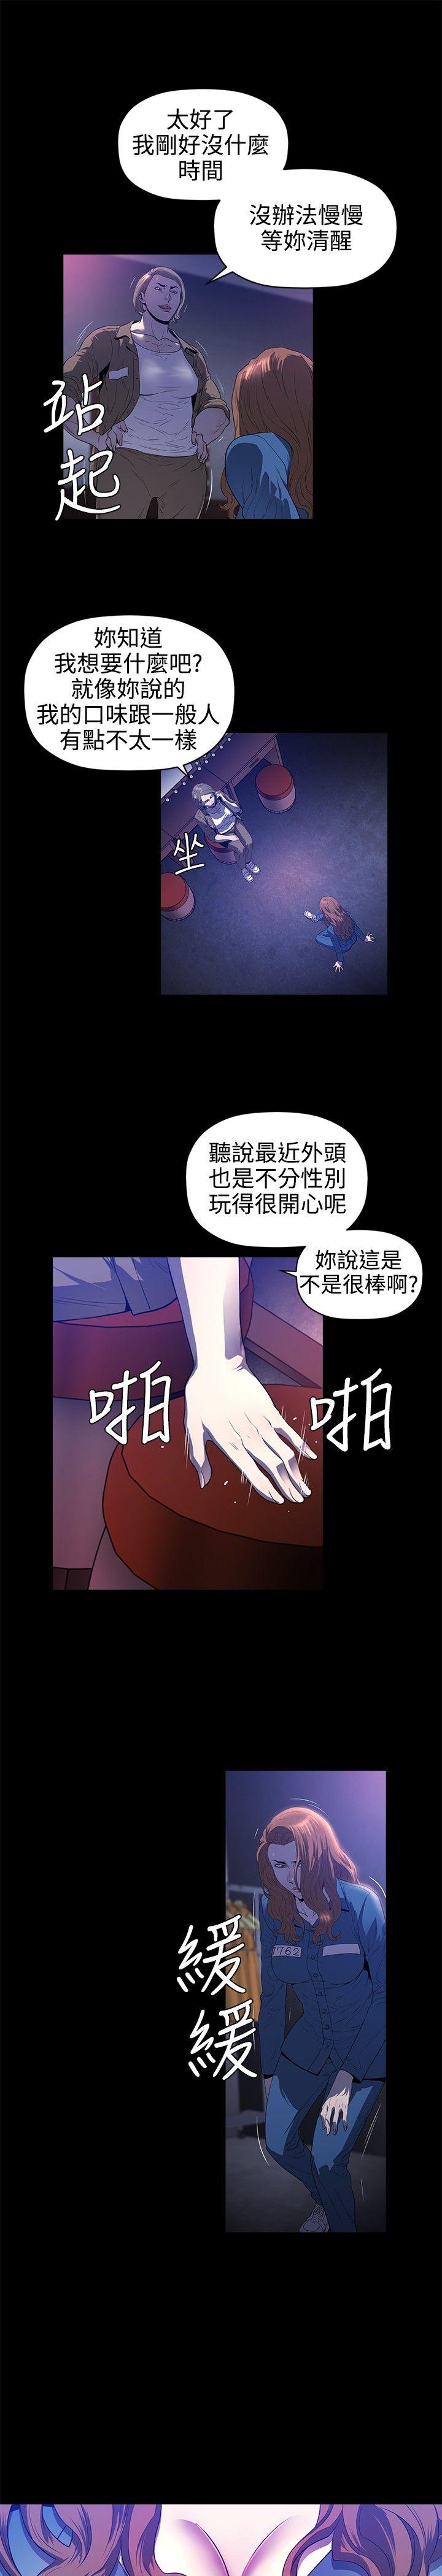 太好了
我剛好沒什麼
時間
沒辦法慢慢
等妳清醒
站
起
妳知道
我想要什麼吧?
就像妳說的
我的口味跟一般人
有點不太一樣
坐
聽說最近外頭
也是不分性別
玩得很開心呢
妳說這是
不是很棒啊?
啪
啪
緩
緩
762